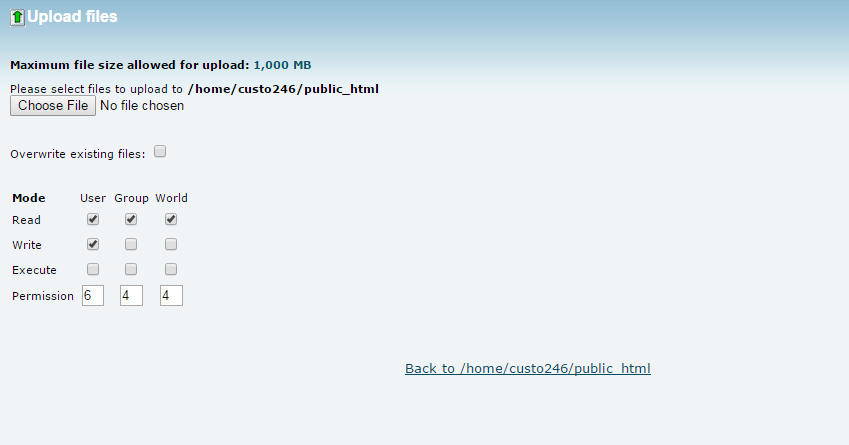 Upload files
Maximum file size allowed for upload: 1,000 MB
Please select files to upload to /home/custo246/public_html
Choose File No file chosen
Overwrite existing files:
Mode User Group World
Read
Write
Execute
Permission 6 4 4
Back to /home/custo246/public_html